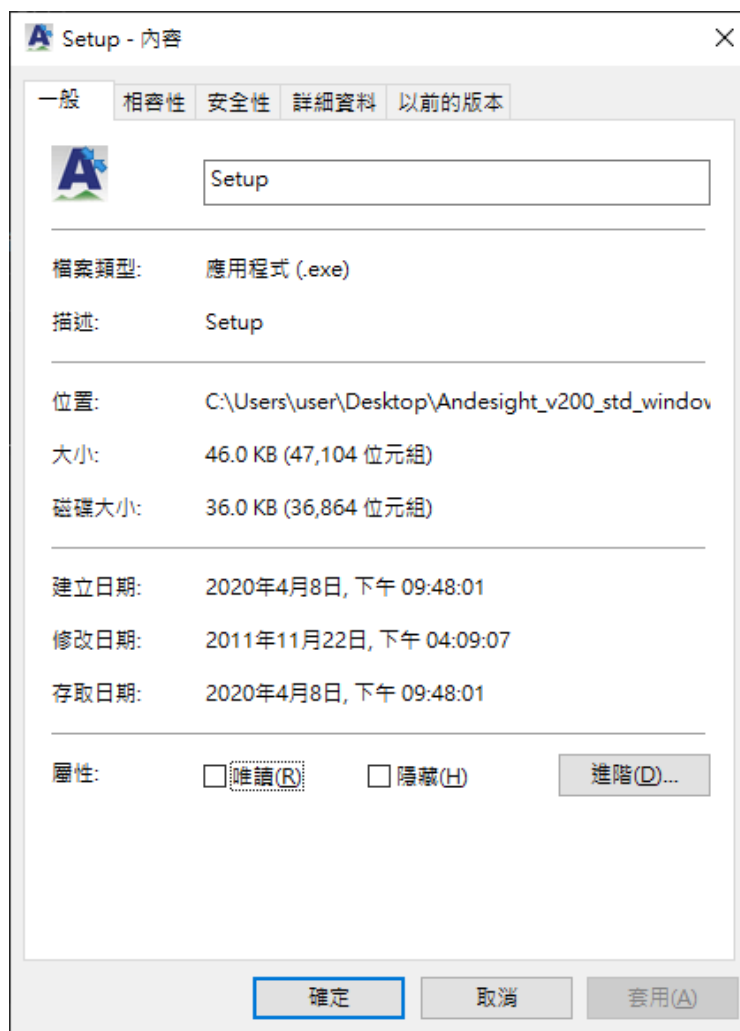 Setup - 內容
一般 相容性 安全性 詳細資料 以前的版本
Setup
檔案類型: 應用程式 (.exe)
描述: Setup
位置: C:\Users\user\Desktop\Andesight_v200_std_window
大小: 46.0 KB (47,104 位元組)
磁碟大小: 36.0 KB (36,864 位元組)
建立日期: 2020年4月8日, 下午 09:48:01
修改日期: 2011年11月22日, 下午 04:09:07
存取日期: 2020年4月8日, 下午 09:48:01
屬性: 唯讀(R) 隱藏(H) 進階(D)...
確定 取消 套用(A)